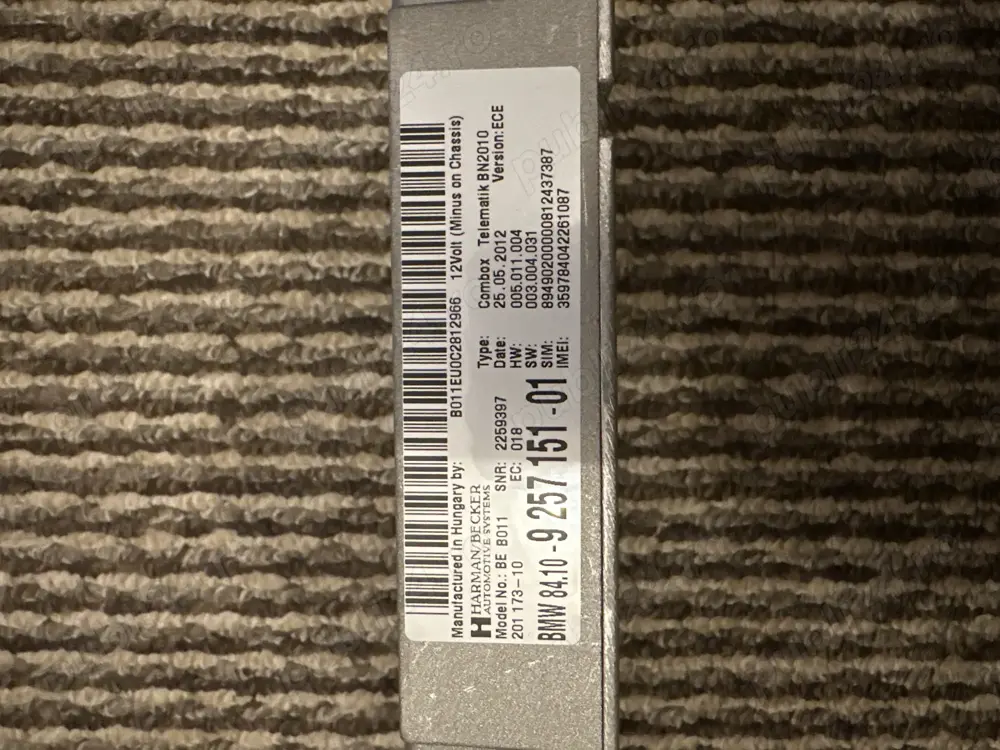 Manufactured in Hungary by: B011EU0C2812966 12Volt (Minus on Chassis)
HARMAN/BECKER
AUTOMOTIVE SYSTEMS
Model No.: BE B011 SNR: 2259397
201 173-10 EC: 018
BMW 84.10-9 257 151-01
Type: Combox Telematik BN2010
Date: 25.05.2012 Version: ECE
HW: 005.011.004
SW: 003.004.031
SIM: 89490200000812437387
IMEI: 359784042261087